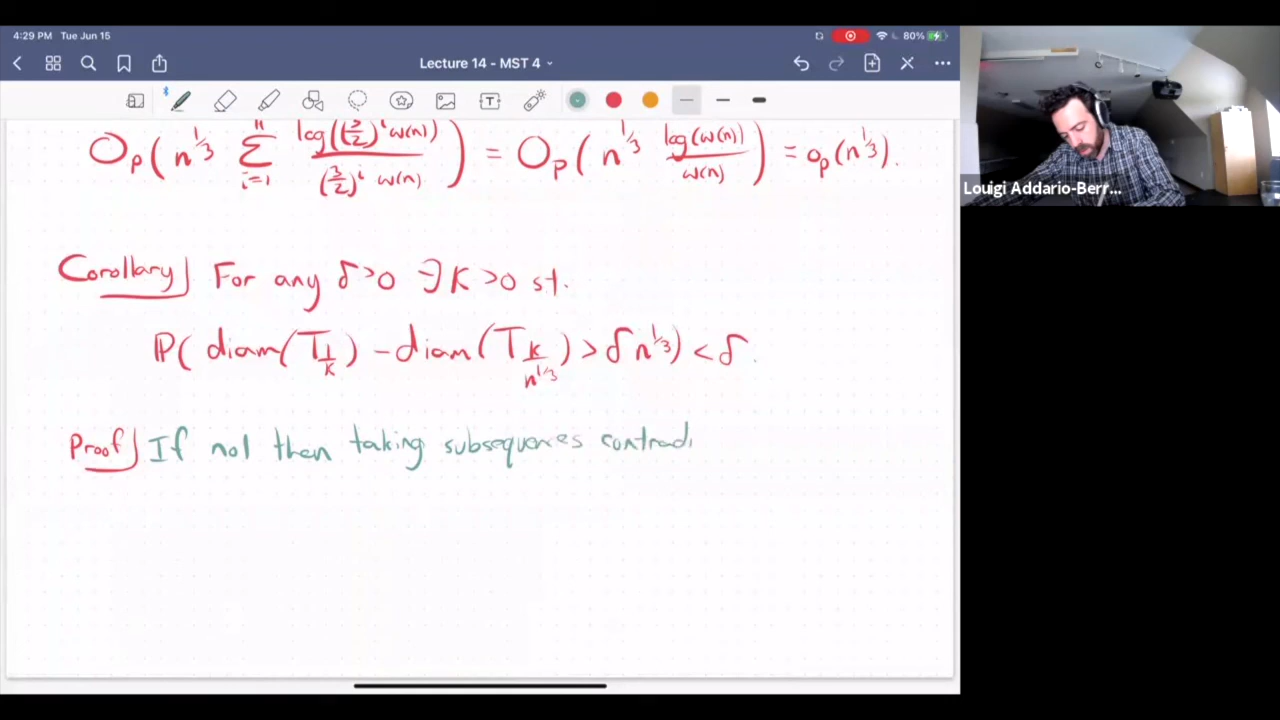 4:29 PM Tue Jun 15
80%
Lecture 14 - MST 4
O_p( n^{1/3} Σ_{i=1}^{n} log((3/2)^i w(n)) / (3/2)^i w(n) ) = O_p( n^{1/3} log(w(n)) / w(n) ) = o_p(n^{1/3}).
Louigi Addario-Berr...
Corollary] For any δ>0 ∃ K>0 st.
ℙ( diam(T_{1/K}) - diam(T_{K/n^{1/3}}) > δ n^{1/3}) < δ.
Proof] If not then taking subsequences contradi